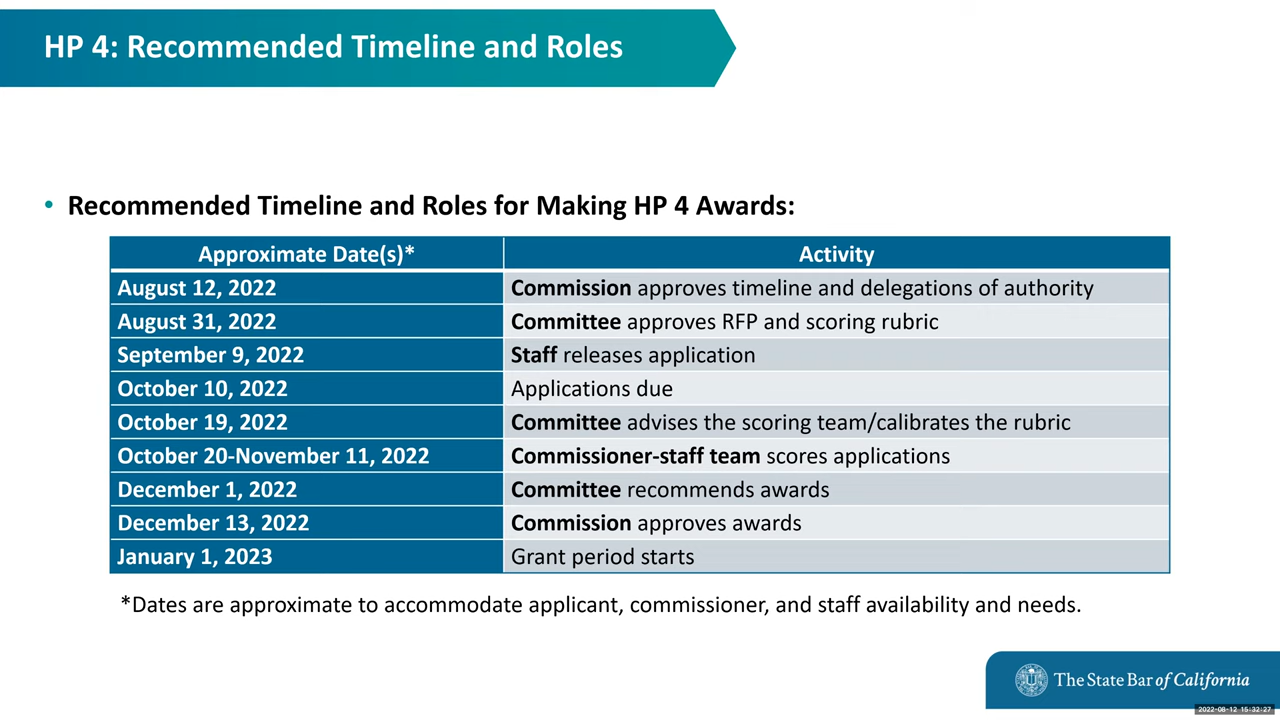 HP 4: Recommended Timeline and Roles
• Recommended Timeline and Roles for Making HP 4 Awards:
Approximate Date(s)* Activity
August 12, 2022 Commission approves timeline and delegations of authority
August 31, 2022 Committee approves RFP and scoring rubric
September 9, 2022 Staff releases application
October 10, 2022 Applications due
October 19, 2022 Committee advises the scoring team/calibrates the rubric
October 20-November 11, 2022 Commissioner-staff team scores applications
December 1, 2022 Committee recommends awards
December 13, 2022 Commission approves awards
January 1, 2023 Grant period starts
*Dates are approximate to accommodate applicant, commissioner, and staff availability and needs.
The State Bar of California
2022-08-12 15:32:27